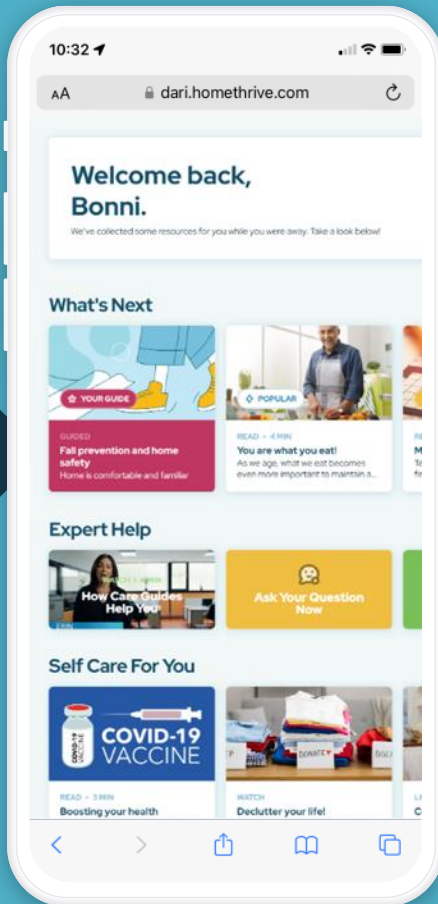 10:32
AA dari.homethrive.com
Welcome back,
Bonni.
We've collected some resources for you while you were away. Take a look below!
What's Next
YOUR GUIDE
POPULAR
GUIDED
Fall prevention and home
safety
Home is comfortable and familiar
READ • 4 MIN
You are what you eat!
As we age, what we eat becomes
even more important to maintain a...
Expert Help
How Care Guides
Help You
Ask Your Question
Now
Self Care For You
COVID-19
VACCINE
COVID-19
VACCINE
DONATE
READ • 3 MIN
Boosting your health
WATCH
Declutter your life!